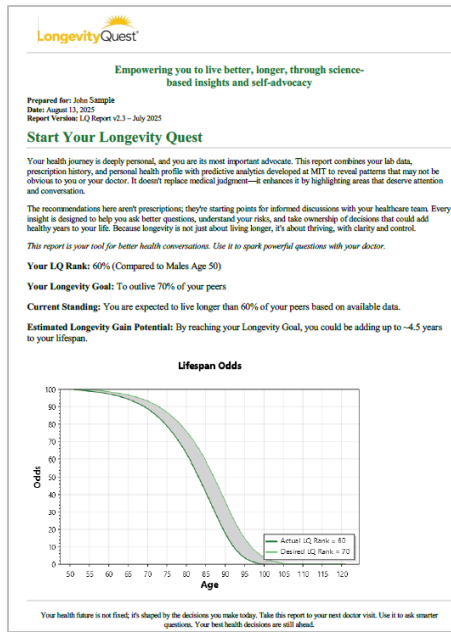 LongevityQuest®
Empowering you to live better, longer, through science-
based insights and self-advocacy
Prepared for: John Sample
Date: August 13, 2025
Report Version: LQ Report v2.3 – July 2025
Start Your Longevity Quest
Your health journey is deeply personal, and you are its most important advocate. This report combines your lab data,
prescription history, and personal health profile with predictive analytics developed at MIT to reveal patterns that may not be
obvious to you or your doctor. It doesn't replace medical judgment—it enhances it by highlighting areas that deserve attention
and conversation.
The recommendations here aren't prescriptions; they're starting points for informed discussions with your healthcare team. Every
insight is designed to help you ask better questions, understand your risks, and take ownership of decisions that could add
healthy years to your life. Because longevity is not just about living longer, it's about thriving, with clarity and control.
This report is your tool for better health conversations. Use it to spark powerful questions with your doctor.
Your LQ Rank: 60% (Compared to Males Age 50)
Your Longevity Goal: To outlive 70% of your peers
Current Standing: You are expected to live longer than 60% of your peers based on available data.
Estimated Longevity Gain Potential: By reaching your Longevity Goal, you could be adding up to ~4.5 years
to your lifespan.
Lifespan Odds
100
90
80
70
60
50
40
30
20
10
0
Odds
Actual LQ Rank = 60
Desired LQ Rank = 70
50 55 60 65 70 75 80 85 90 95 100 105 110 115 120
Age
Your health future is not fixed; it's shaped by the decisions you make today. Take this report to your next doctor visit. Use it to ask smarter
questions. Your best health decisions are still ahead.